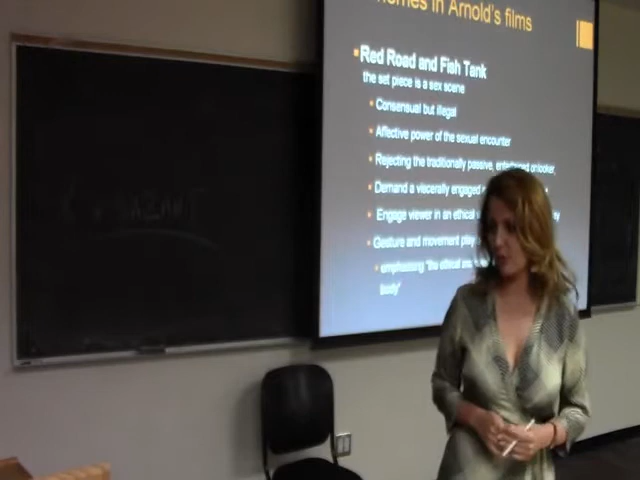 in Arnold's films
Red Road and Fish Tank
the set piece is a sex scene
Consensual but illegal
Affective power of the sexual encounter
Rejecting the traditionally passive, entertained onlooker,
Demand a viscerally engaged
Engage viewer in an ethical
Gesture and movement play
emphasising "the ethical
body"